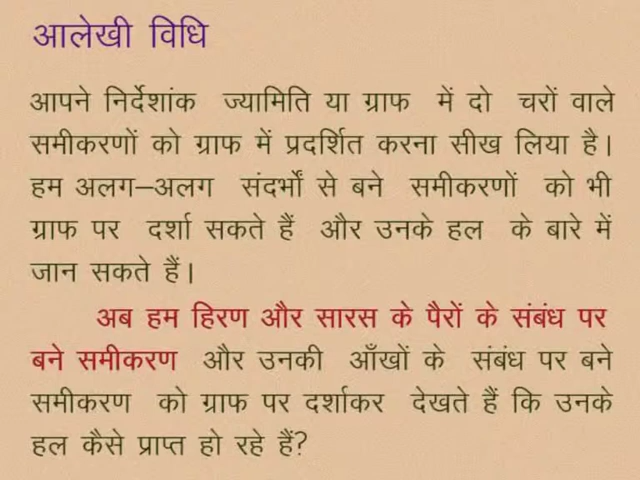 आलेखी विधि
आपने निर्देशांक ज्यामिति या ग्राफ में दो चरों वाले
समीकरणों को ग्राफ में प्रदर्शित करना सीख लिया है।
हम अलग–अलग संदर्भों से बने समीकरणों को भी
ग्राफ पर दर्शा सकते हैं और उनके हल के बारे में
जान सकते हैं।
अब हम हिरण और सारस के पैरों के संबंध पर
बने समीकरण और उनकी आँखों के संबंध पर बने
समीकरण को ग्राफ पर दर्शाकर देखते हैं कि उनके
हल कैसे प्राप्त हो रहे हैं?